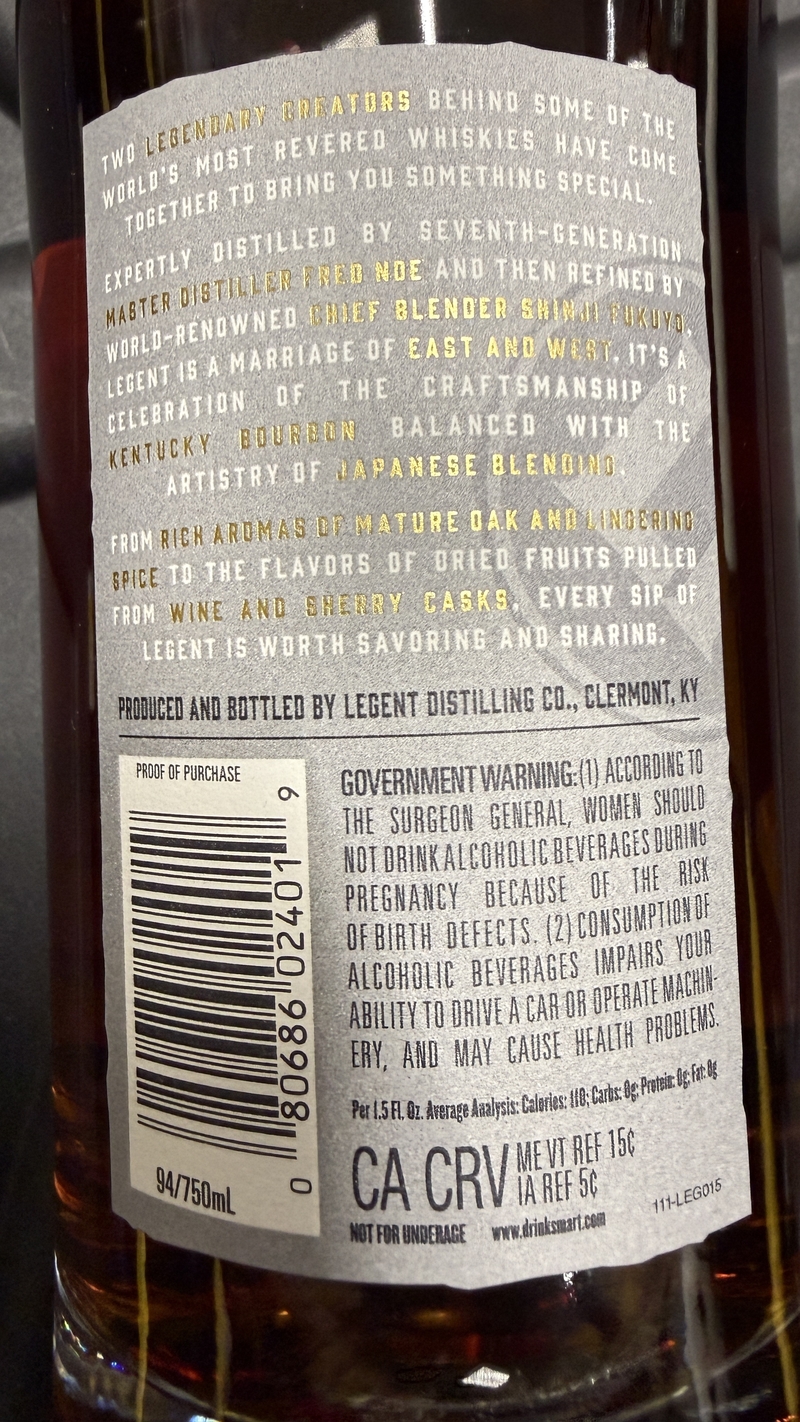 TWO LEGENDARY CREATORS BEHIND SOME OF THE
WORLD'S MOST REVERED WHISKIES HAVE COME
TOGETHER TO BRING YOU SOMETHING SPECIAL.
EXPERTLY DISTILLED BY SEVENTH-GENERATION
MASTER DISTILLER FRED NOE AND THEN REFINED BY
WORLD-RENOWNED CHIEF BLENDER SHINJI FUKUYO,
LEGENT IS A MARRIAGE OF EAST AND WEST. IT'S A
CELEBRATION OF THE CRAFTSMANSHIP OF
KENTUCKY BOURBON BALANCED WITH THE
ARTISTRY OF JAPANESE BLENDING.
FROM RICH AROMAS OF MATURE OAK AND LINGERING
SPICE TO THE FLAVORS OF DRIED FRUITS PULLED
FROM WINE AND SHERRY CASKS, EVERY SIP OF
LEGENT IS WORTH SAVORING AND SHARING.
PRODUCED AND BOTTLED BY LEGENT DISTILLING CO., CLERMONT, KY
PROOF OF PURCHASE
0 80686 02401 9
94/750mL
GOVERNMENT WARNING: (1) ACCORDING TO
THE SURGEON GENERAL, WOMEN SHOULD
NOT DRINK ALCOHOLIC BEVERAGES DURING
PREGNANCY BECAUSE OF THE RISK
OF BIRTH DEFECTS. (2) CONSUMPTION OF
ALCOHOLIC BEVERAGES IMPAIRS YOUR
ABILITY TO DRIVE A CAR OR OPERATE MACHIN-
ERY, AND MAY CAUSE HEALTH PROBLEMS.
Per 1.5 Fl. Oz. Average Analysis: Calories: 110; Carbs: 0g; Protein: 0g; Fat: 0g
CA CRV ME VT REF 15¢
IA REF 5¢
NOT FOR UNDERAGE www.drinksmart.com
111-LEG015